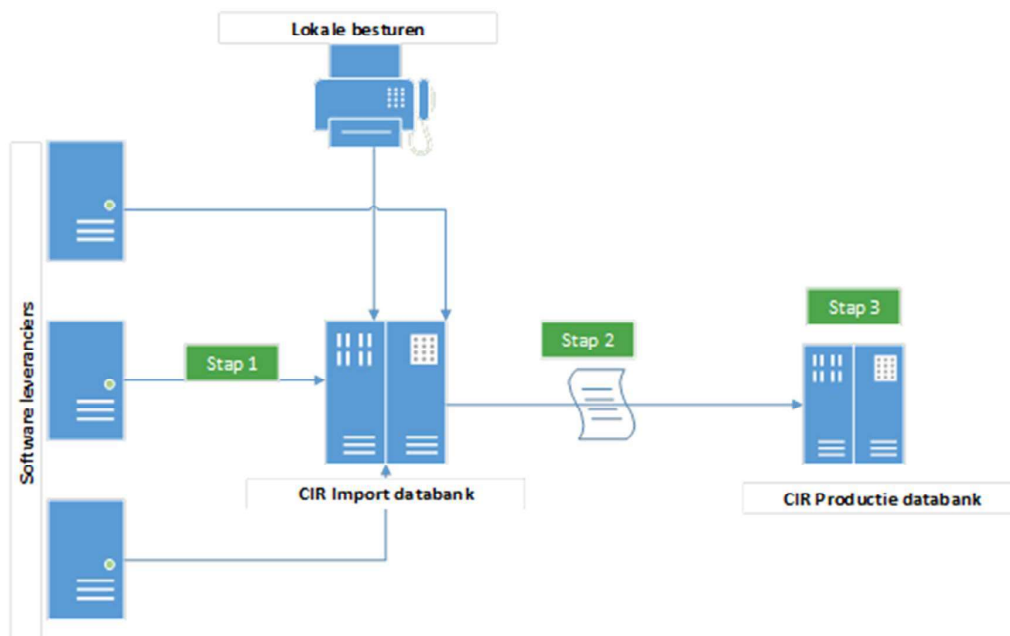 Lokale besturen
Software leveranciers
Stap 1
Stap 2
Stap 3
CIR Import databank
CIR Productie databank